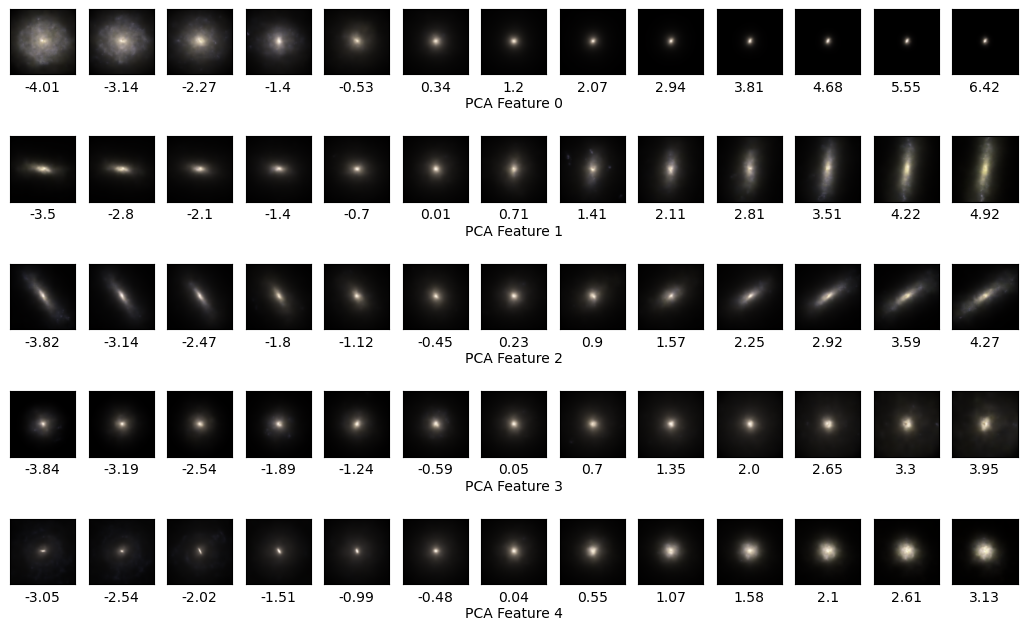 -4.01 -3.14 -2.27 -1.4 -0.53 0.34 1.2 2.07 2.94 3.81 4.68 5.55 6.42
PCA Feature 0
-3.5 -2.8 -2.1 -1.4 -0.7 0.01 0.71 1.41 2.11 2.81 3.51 4.22 4.92
PCA Feature 1
-3.82 -3.14 -2.47 -1.8 -1.12 -0.45 0.23 0.9 1.57 2.25 2.92 3.59 4.27
PCA Feature 2
-3.84 -3.19 -2.54 -1.89 -1.24 -0.59 0.05 0.7 1.35 2.0 2.65 3.3 3.95
PCA Feature 3
-3.05 -2.54 -2.02 -1.51 -0.99 -0.48 0.04 0.55 1.07 1.58 2.1 2.61 3.13
PCA Feature 4